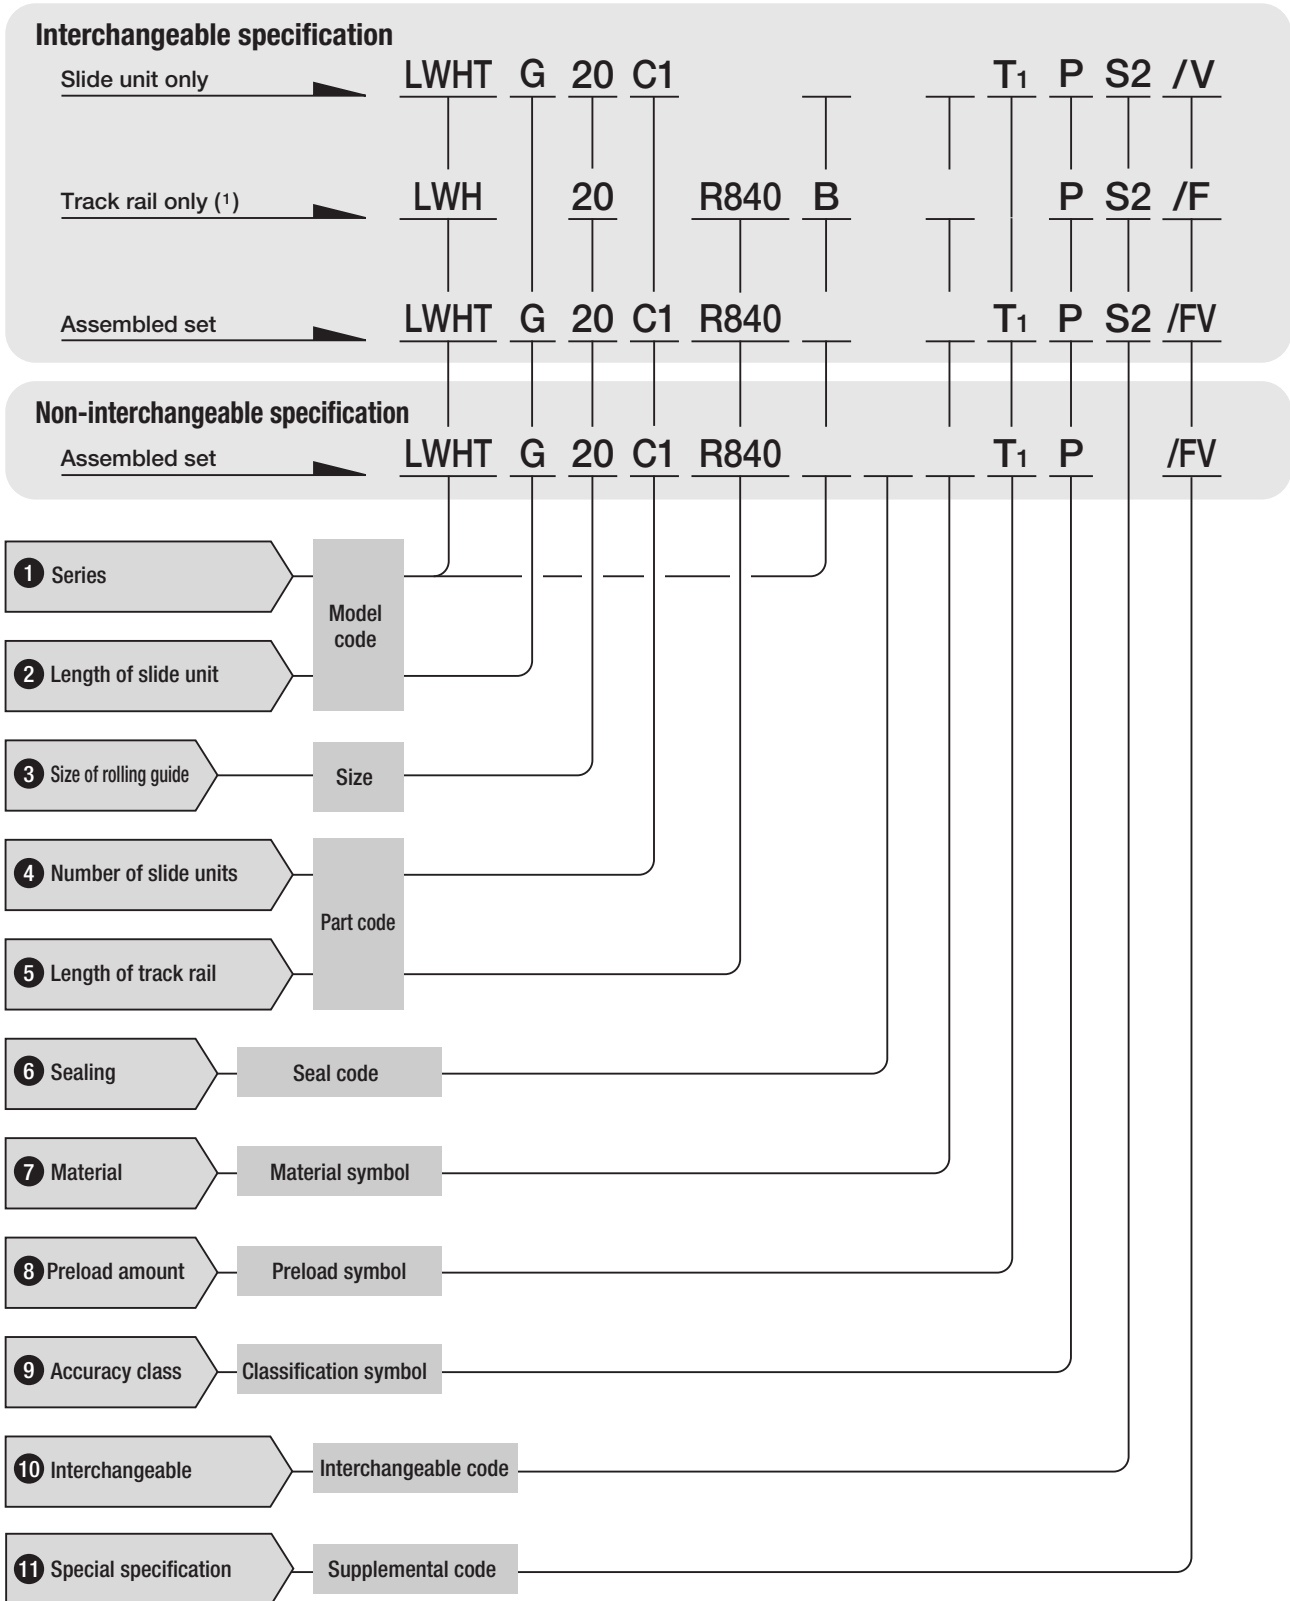 Interchangeable specification
Slide unit only LWHT G 20 C1 T1 P S2 /V
Track rail only (1) LWH 20 R840 B P S2 /F
Assembled set LWHT G 20 C1 R840 T1 P S2 /FV
Non-interchangeable specification
Assembled set LWHT G 20 C1 R840 T1 P /FV
1 Series
Model
code
2 Length of slide unit
3 Size of rolling guide Size
4 Number of slide units
Part code
5 Length of track rail
6 Sealing Seal code
7 Material Material symbol
8 Preload amount Preload symbol
9 Accuracy class Classification symbol
10 Interchangeable Interchangeable code
11 Special specification Supplemental code